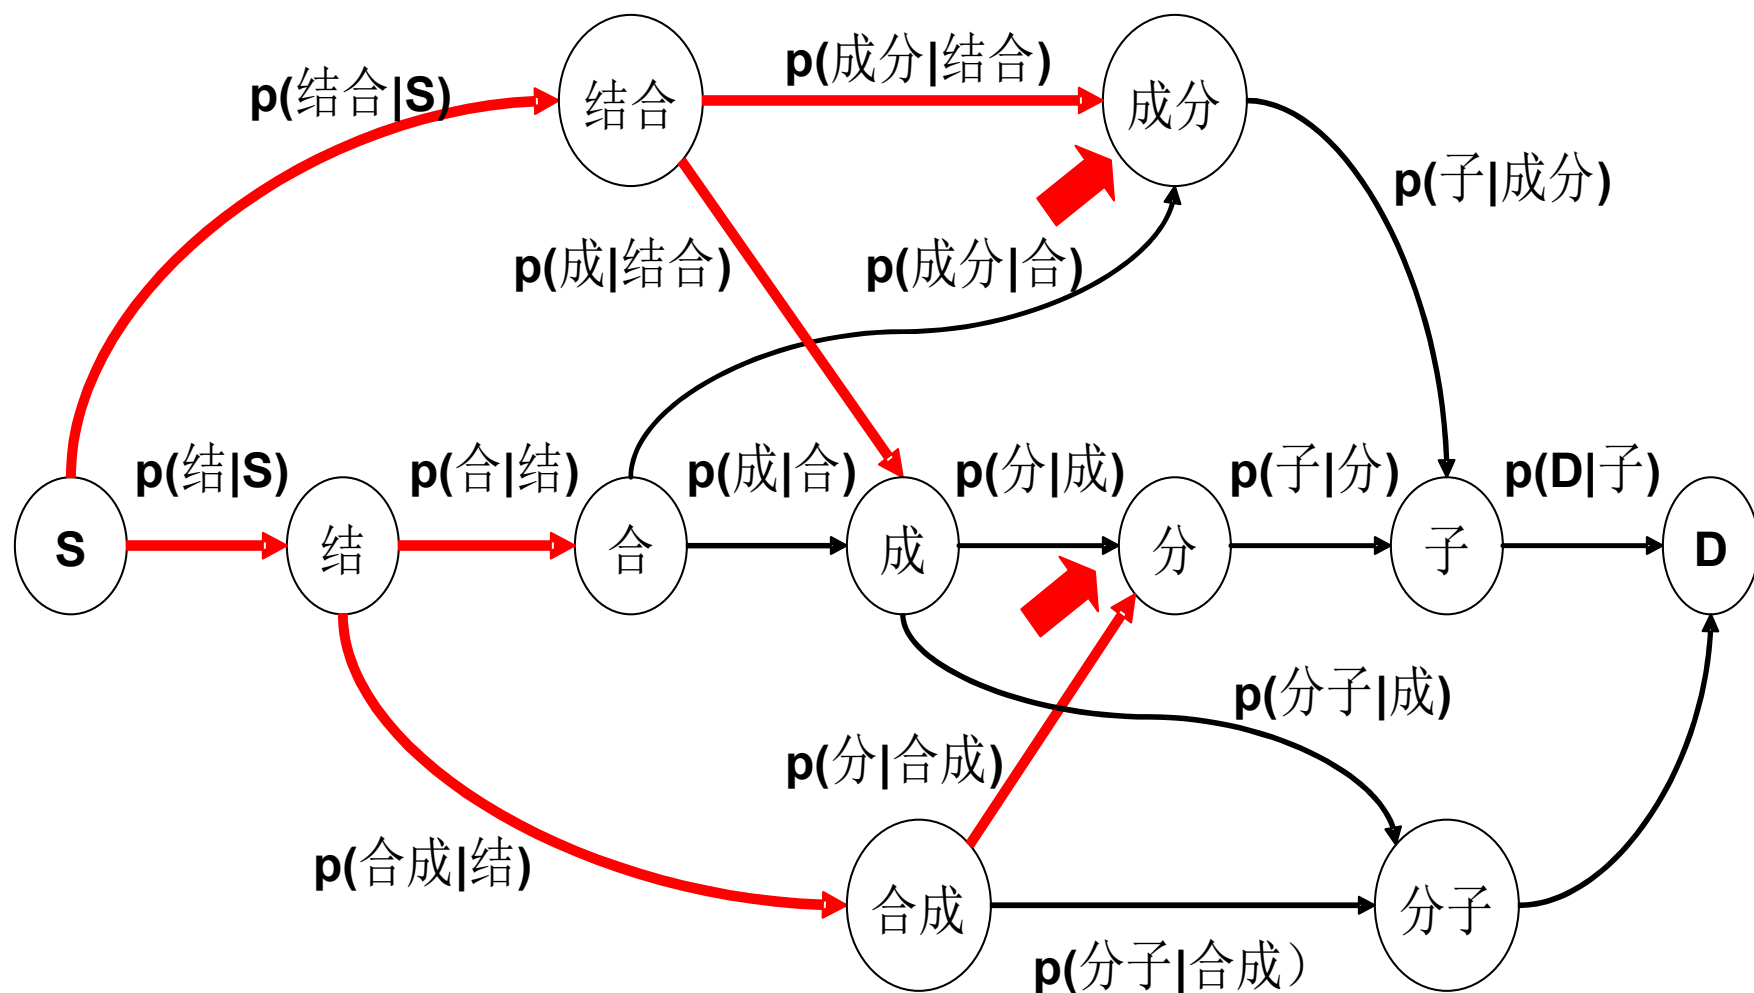 p(成分|结合)
p(结合|S)
结合
成分
p(子|成分)
p(成|结合)
p(成分|合)
p(结|S)
p(合|结)
p(成|合)
p(分|成)
p(子|分)
p(D|子)
S
结
合
成
分
子
D
p(分子|成)
p(分|合成)
p(合成|结)
合成
分子
p(分子|合成）